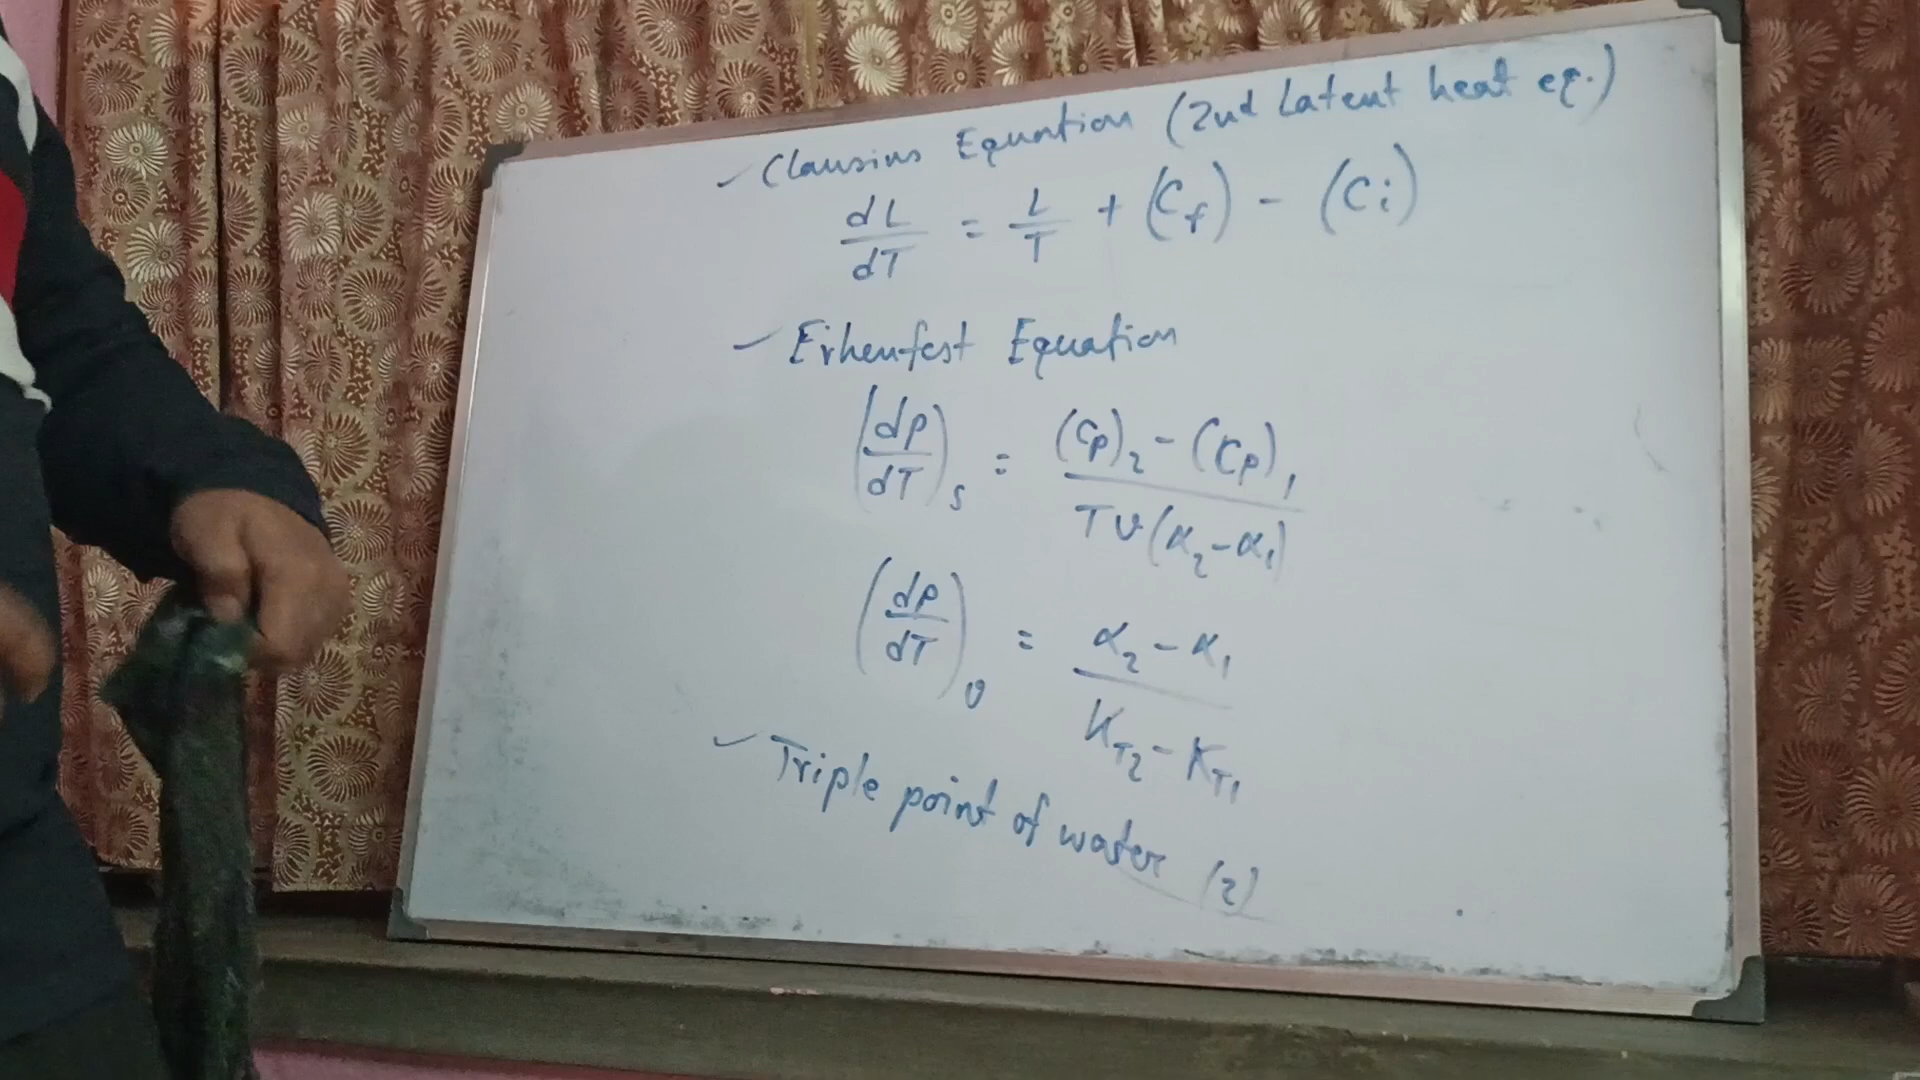 Clausius Equation (2nd Latent heat eq.)
dL/dT = L/T + (Cf) - (Ci)
Eihenfest Equation
(dP/dT)s = (Cp)2 - (Cp)1 / Tv(α2 - α1)
(dP/dT)v = α2 - α1 / KT2 - KT1
Triple point of water (2)